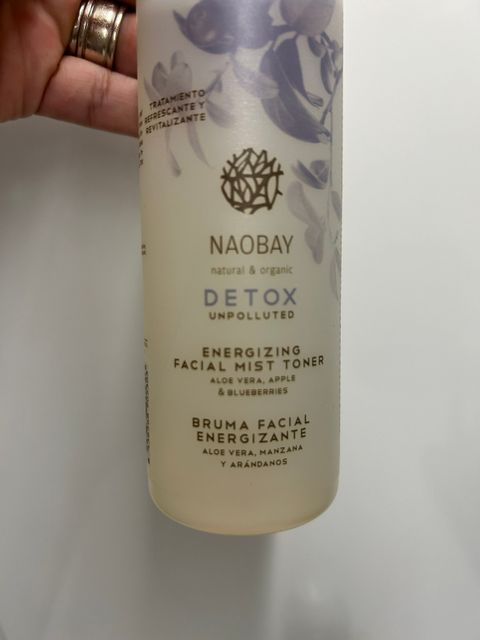 TRATAMIENTO
REFRESCANTE Y
REVITALIZANTE
NAOBAY
natural & organic
DETOX
UNPOLLUTED
ENERGIZING
FACIAL MIST TONER
ALOE VERA, APPLE
& BLUEBERRIES
BRUMA FACIAL
ENERGIZANTE
ALOE VERA, MANZANA
Y ARÁNDANOS